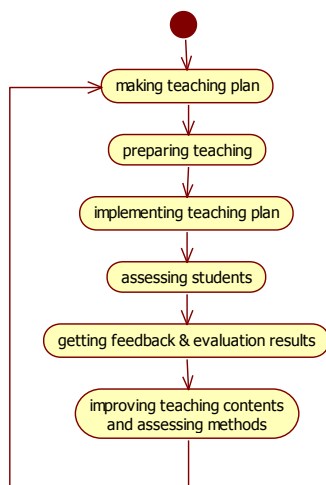 making teaching plan
preparing teaching
implementing teaching plan
assessing students
getting feedback & evaluation results
improving teaching contents
and assessing methods